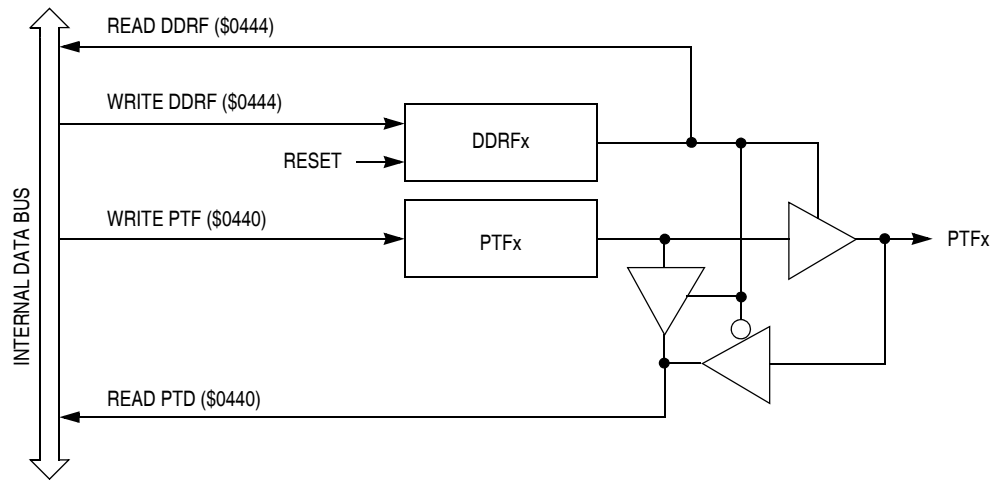 READ DDRF ($0444)
WRITE DDRF ($0444)
DDRFx
RESET
INTERNAL DATA BUS
WRITE PTF ($0440)
PTFx
PTFx
READ PTD ($0440)